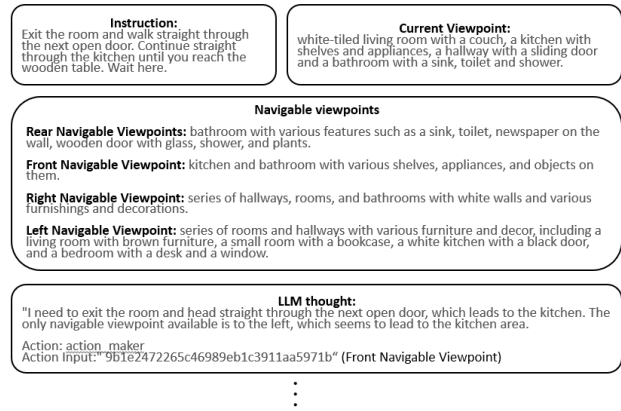 Instruction:
Exit the room and walk straight through
the next open door. Continue straight
through the kitchen until you reach the
wooden table. Wait here.
Current Viewpoint:
white-tiled living room with a couch, a kitchen with
shelves and appliances, a hallway with a sliding door
and a bathroom with a sink, toilet and shower.
Navigable viewpoints
Rear Navigable Viewpoints: bathroom with various features such as a sink, toilet, newspaper on the
wall, wooden door with glass, shower, and plants.
Front Navigable Viewpoint: kitchen and bathroom with various shelves, appliances, and objects on
them.
Right Navigable Viewpoint: series of hallways, rooms, and bathrooms with white walls and various
furnishings and decorations.
Left Navigable Viewpoint: series of rooms and hallways with various furniture and decor, including a
living room with brown furniture, a small room with a bookcase, a white kitchen with a black door,
and a bedroom with a desk and a window.
LLM thought:
"I need to exit the room and head straight through the next open door, which leads to the kitchen. The
only navigable viewpoint available is to the left, which seems to lead to the kitchen area.
Action: action_maker
Action Input:" 9b1e2472265c46989eb1c3911aa5971b“ (Front Navigable Viewpoint)